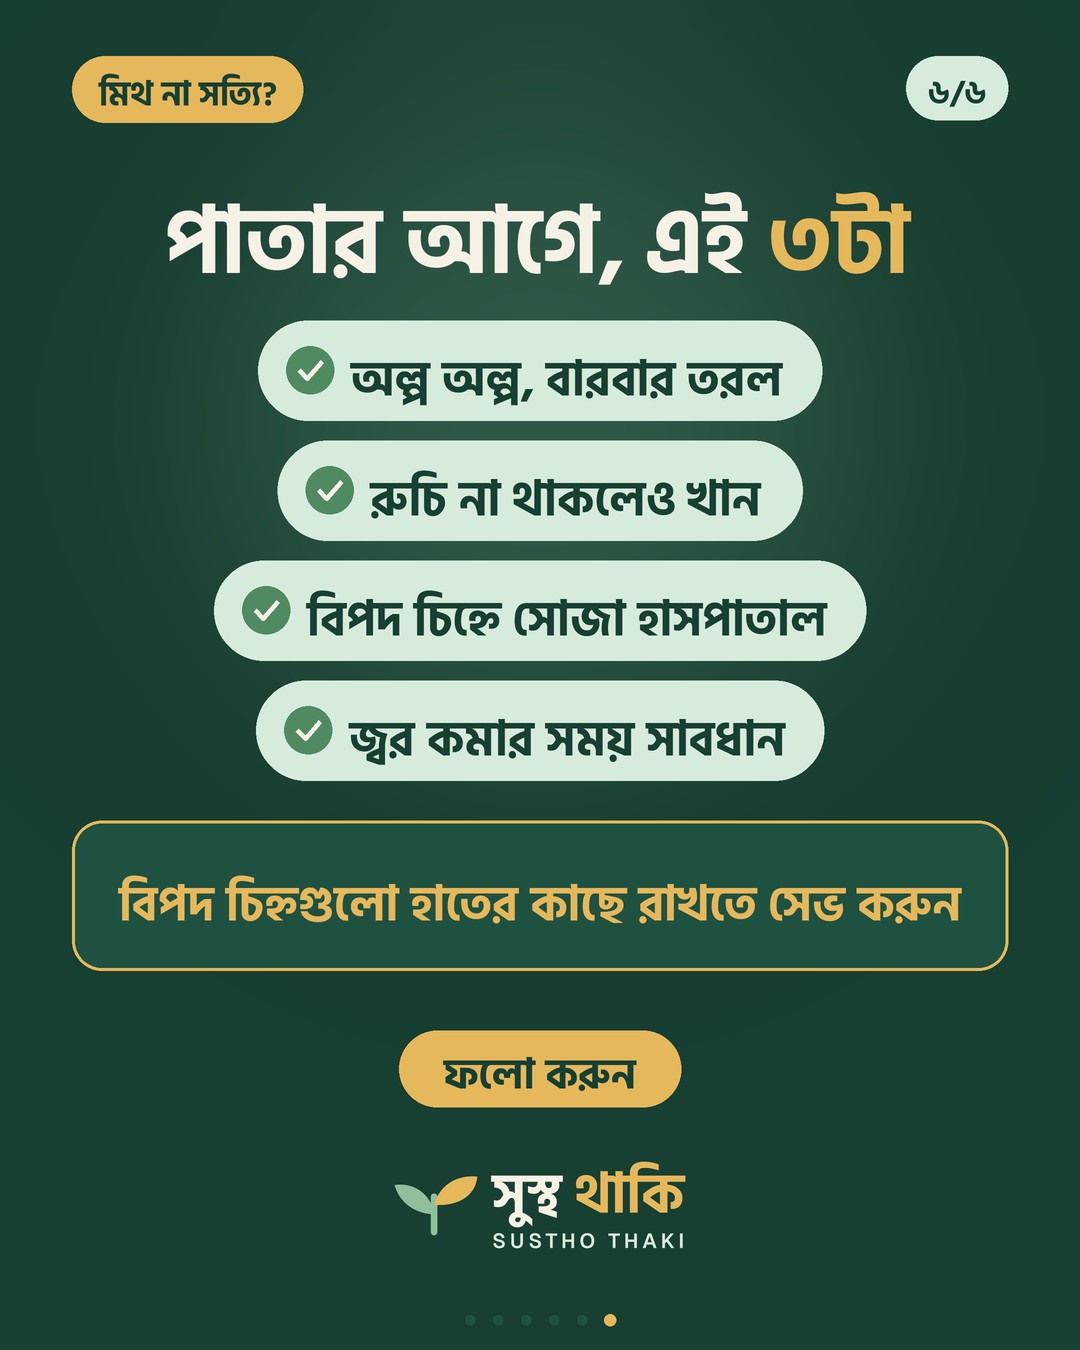 মিথ না সত্যি?
৬/৬
পাতার আগে, এই ৩টা
অল্প অল্প, বারবার তরল
রুচি না থাকলেও খান
বিপদ চিহ্নে সোজা হাসপাতাল
জ্বর কমার সময় সাবধান
বিপদ চিহ্নগুলো হাতের কাছে রাখতে সেভ করুন
ফলো করুন
সুস্থ থাকি
SUSTHO THAKI